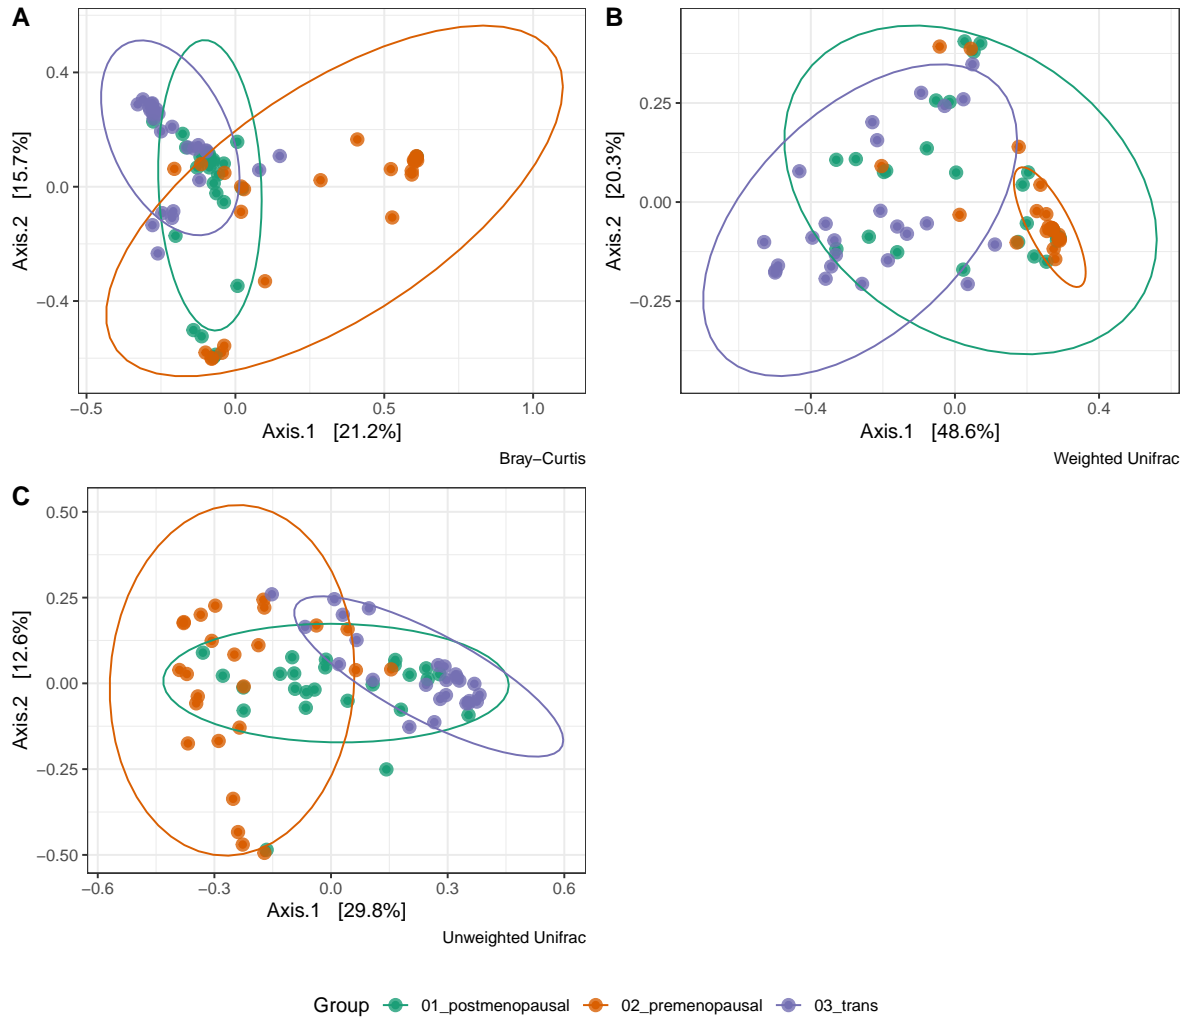 A
B
0.4
0.0
−0.4
Axis.2 [15.7%]
−0.5
0.0
0.5
1.0
Axis.1 [21.2%]
Bray−Curtis
0.25
0.00
−0.25
Axis.2 [20.3%]
−0.4
0.0
0.4
Axis.1 [48.6%]
Weighted Unifrac
C
0.50
0.25
0.00
−0.25
−0.50
Axis.2 [12.6%]
−0.6
−0.3
0.0
0.3
0.6
Axis.1 [29.8%]
Unweighted Unifrac
Group 01_postmenopausal 02_premenopausal 03_trans